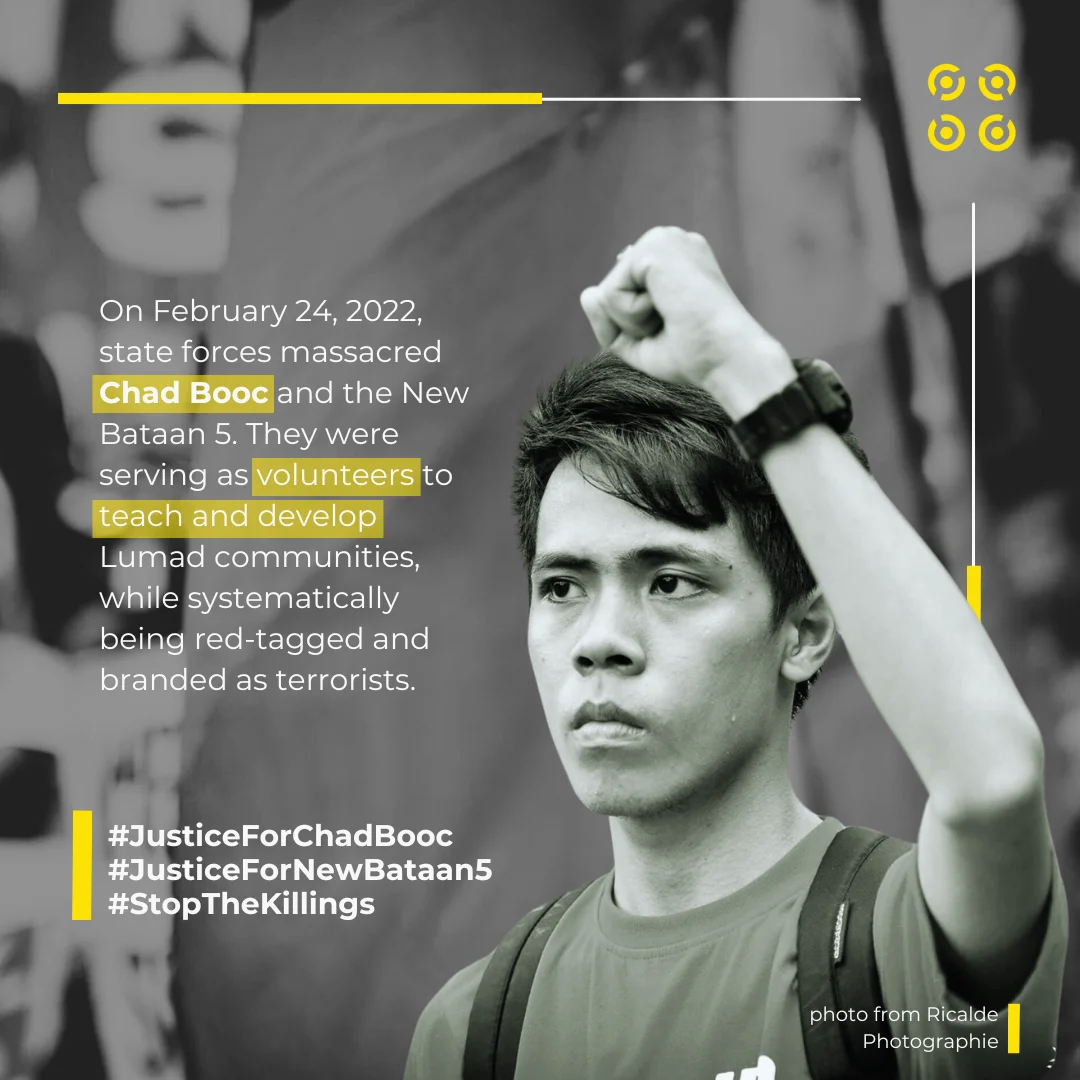 On February 24, 2022,
state forces massacred
Chad Booc and the New
Bataan 5. They were
serving as volunteers to
teach and develop
Lumad communities,
while systematically
being red-tagged and
branded as terrorists.
#JusticeForChadBooc
#JusticeForNewBataan5
#StopTheKillings
photo from Ricalde
Photographie